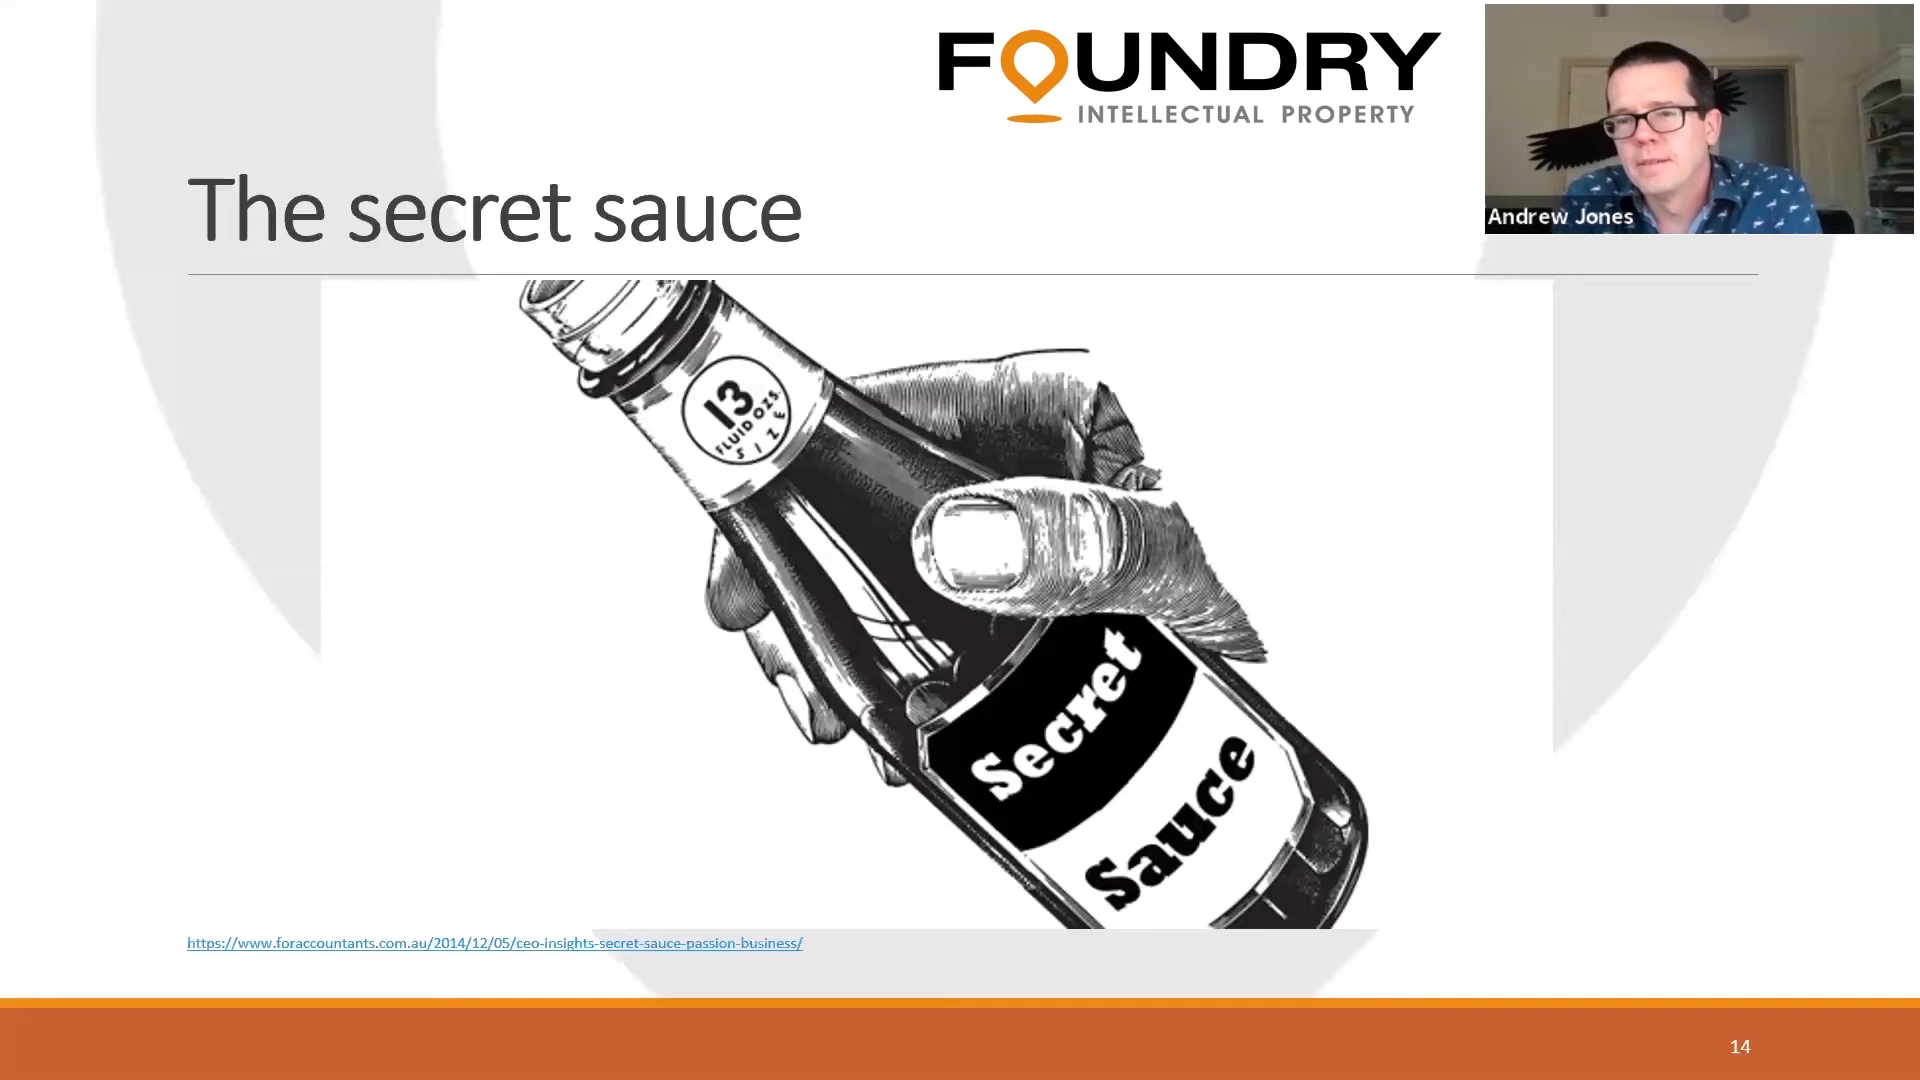 FOUNDRY
INTELLECTUAL PROPERTY
Andrew Jones
The secret sauce
13
FLUID OZS.
SIZE
Secret
Sauce
https://www.foraccountants.com.au/2014/12/05/ceo-insights-secret-sauce-passion-business/
14